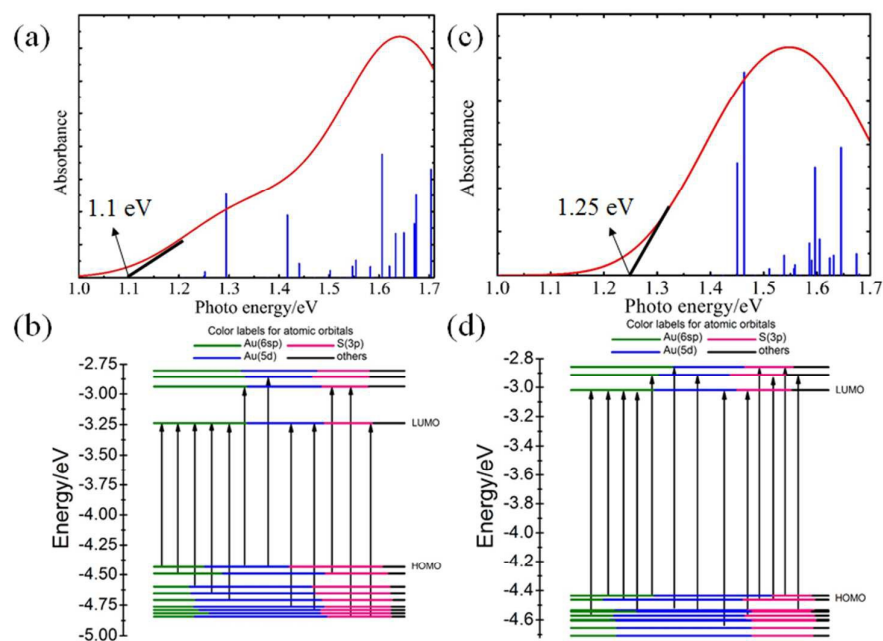 (a)
Absorbance
1.1 eV
1.0 1.1 1.2 1.3 1.4 1.5 1.6 1.7
Photo energy/eV
(c)
Absorbance
1.25 eV
1.0 1.1 1.2 1.3 1.4 1.5 1.6 1.7
Photo energy/eV
(b)
Color labels for atomic orbitals
Au(6sp) S(3p)
Au(5d) others
-2.75
-3.00
-3.25
-3.50
-3.75
-4.00
-4.25
-4.50
-4.75
-5.00
Energy/eV
LUMO
HOMO
(d)
Color labels for atomic orbitals
Au(6sp) S(3p)
Au(5d) others
-2.8
-3.0
-3.2
-3.4
-3.6
-3.8
-4.0
-4.2
-4.4
-4.6
Energy/eV
LUMO
HOMO